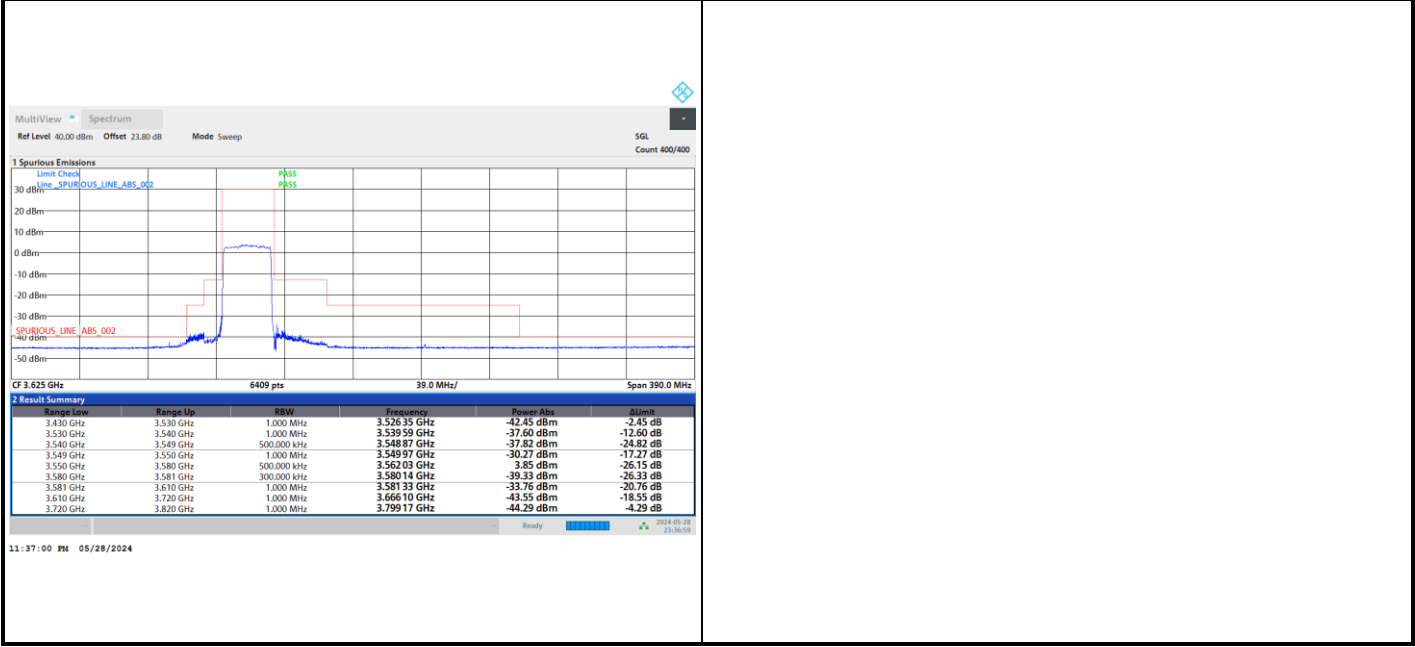 MultiView Spectrum
Ref Level 40.00 dBm Offset 23.80 dB Mode Sweep SGL
Count 400/400
1 Spurious Emissions
Limit Check PASS
Line _SPURIOUS_LINE_ABS_002 PASS
30 dBm
20 dBm
10 dBm
0 dBm
-10 dBm
-20 dBm
-30 dBm
SPURIOUS_LINE_ABS_002
-40 dBm
-50 dBm
CF 3.625 GHz 6409 pts 39.0 MHz/ Span 390.0 MHz
2 Result Summary
Range Low Range Up RBW Frequency Power Abs ΔLimit
3.430 GHz 3.530 GHz 1.000 MHz 3.526 35 GHz -42.45 dBm -2.45 dB
3.530 GHz 3.540 GHz 1.000 MHz 3.539 59 GHz -37.60 dBm -12.60 dB
3.540 GHz 3.549 GHz 500.000 kHz 3.548 87 GHz -37.82 dBm -24.82 dB
3.549 GHz 3.550 GHz 1.000 MHz 3.549 97 GHz -30.27 dBm -17.27 dB
3.550 GHz 3.580 GHz 500.000 kHz 3.562 03 GHz 3.85 dBm -26.15 dB
3.580 GHz 3.581 GHz 300.000 kHz 3.580 14 GHz -39.33 dBm -26.33 dB
3.581 GHz 3.610 GHz 1.000 MHz 3.581 33 GHz -33.76 dBm -20.76 dB
3.610 GHz 3.720 GHz 1.000 MHz 3.666 10 GHz -43.55 dBm -18.55 dB
3.720 GHz 3.820 GHz 1.000 MHz 3.799 17 GHz -44.29 dBm -4.29 dB
Ready 2024-05-28
23:36:59
11:37:00 PM 05/28/2024